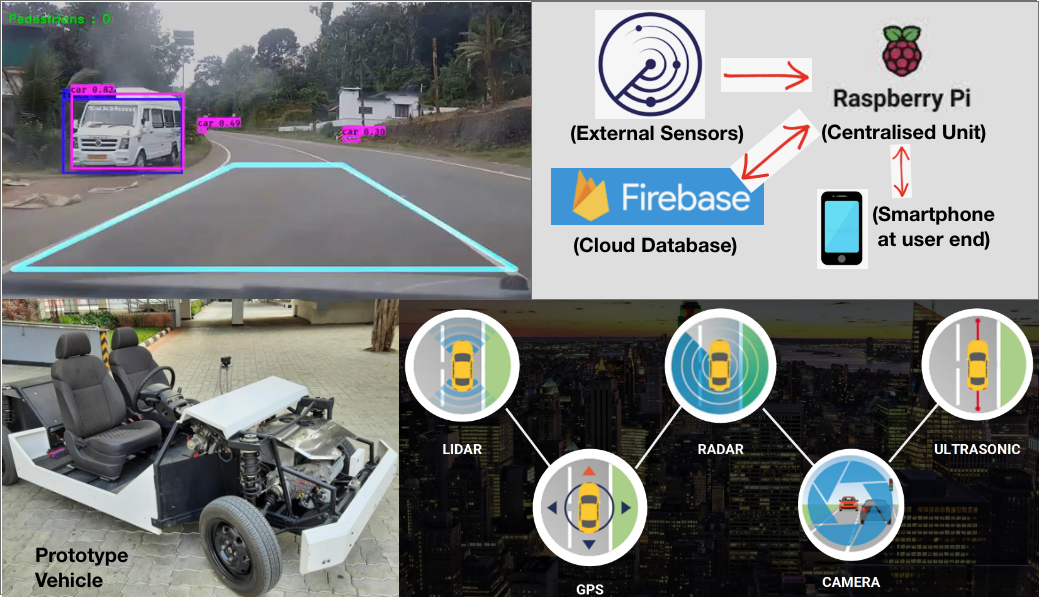 Pedestrians : 0
car 0.82
car 0.49
car 0.30
Raspberry Pi
(External Sensors)
(Centralised Unit)
Firebase
(Cloud Database)
(Smartphone
at user end)
Prototype
Vehicle
LIDAR
RADAR
ULTRASONIC
GPS
CAMERA